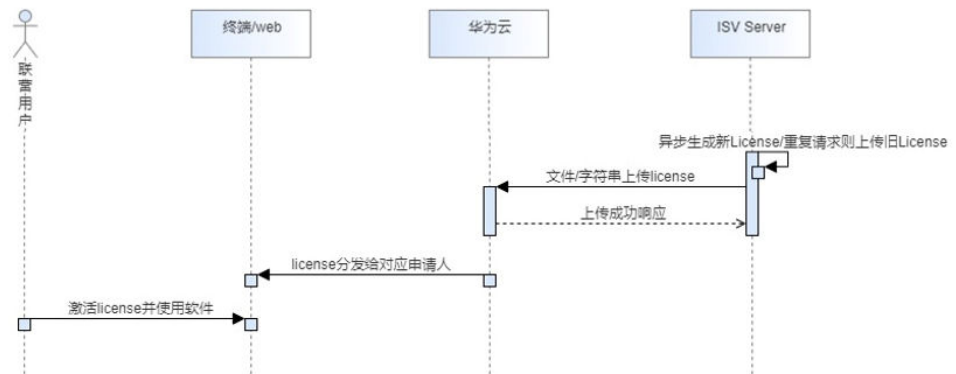 终端/web
华为云
ISV Server
联营用户
异步生成新License/重复请求则上传旧License
文件/字符串上传license
上传成功响应
license分发给对应申请人
激活license并使用软件